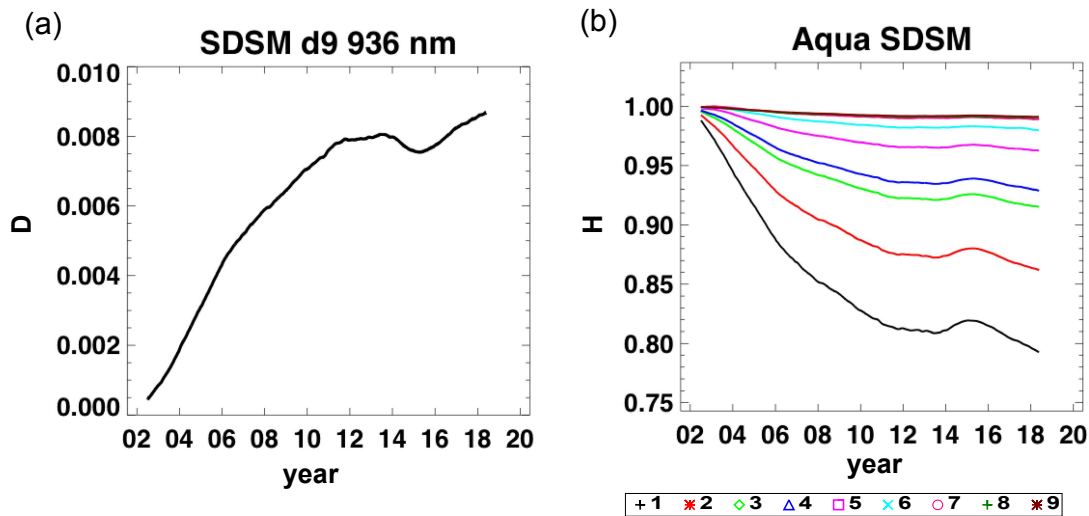 (a)
SDSM d9 936 nm
0.010
0.008
0.006
0.004
0.002
0.000
D
02 04 06 08 10 12 14 16 18 20
year
(b)
Aqua SDSM
1.00
0.95
0.90
0.85
0.80
0.75
H
02 04 06 08 10 12 14 16 18 20
year
1 2 3 4 5 6 7 8 9